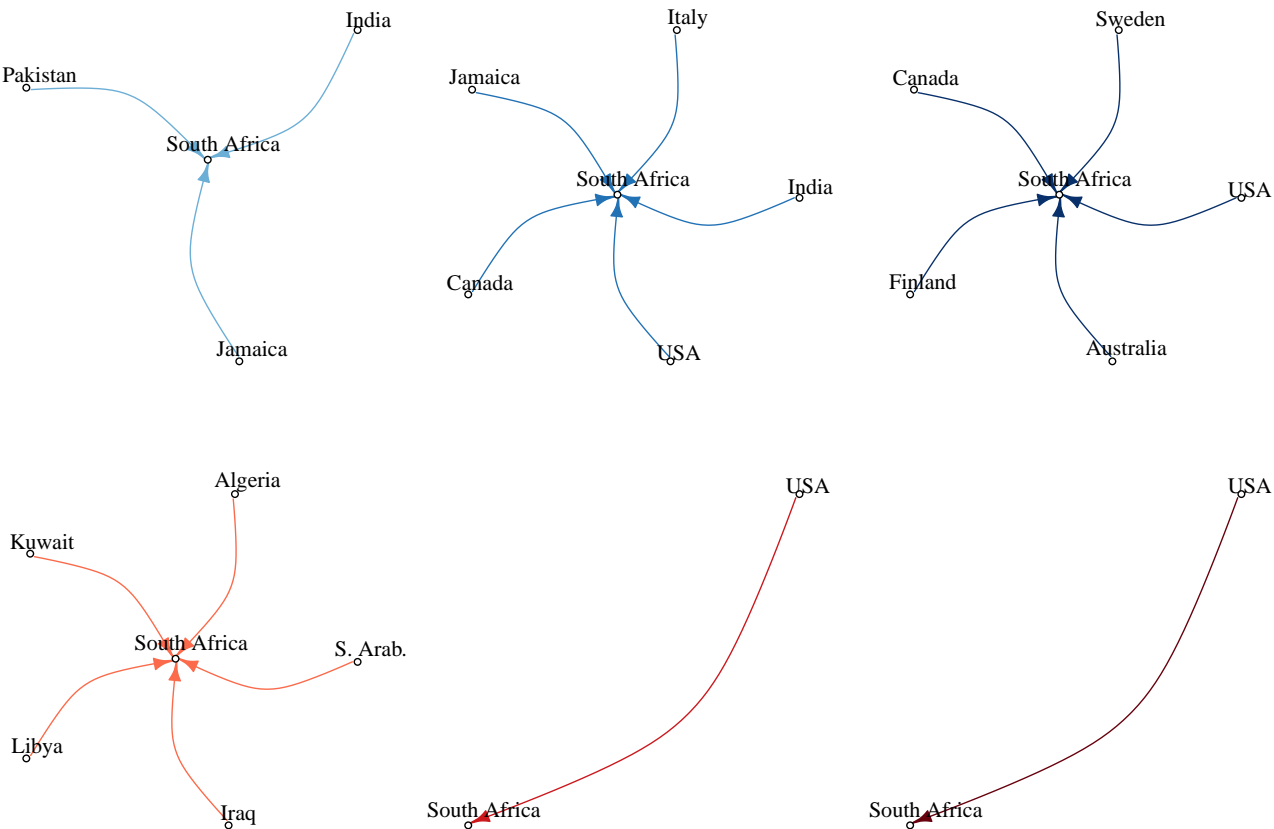 India
Pakistan
South Africa
Jamaica
Italy
Jamaica
South Africa
India
Canada
USA
Sweden
Canada
South Africa
USA
Finland
Australia
Algeria
Kuwait
South Africa
S. Arab.
Libya
Iraq
USA
South Africa
USA
South Africa